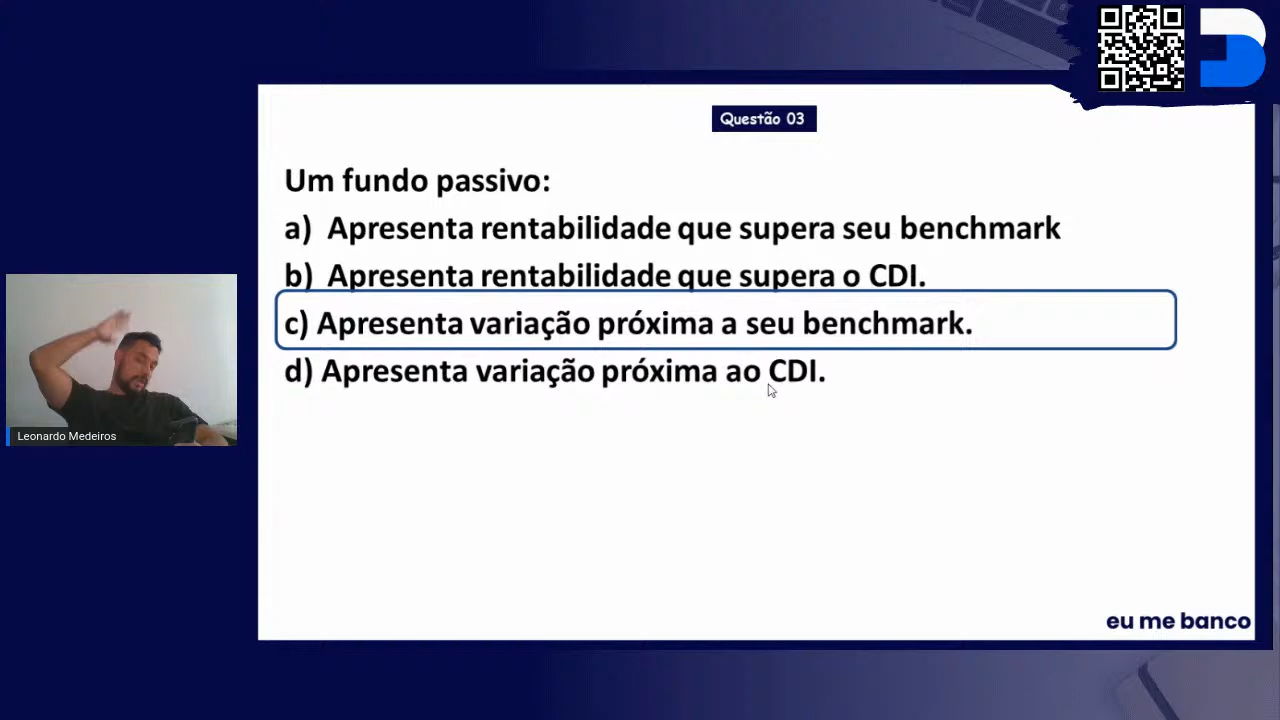 Questão 03
Um fundo passivo:
a) Apresenta rentabilidade que supera seu benchmark
b) Apresenta rentabilidade que supera o CDI.
c) Apresenta variação próxima a seu benchmark.
d) Apresenta variação próxima ao CDI.
Leonardo Medeiros
eu me banco